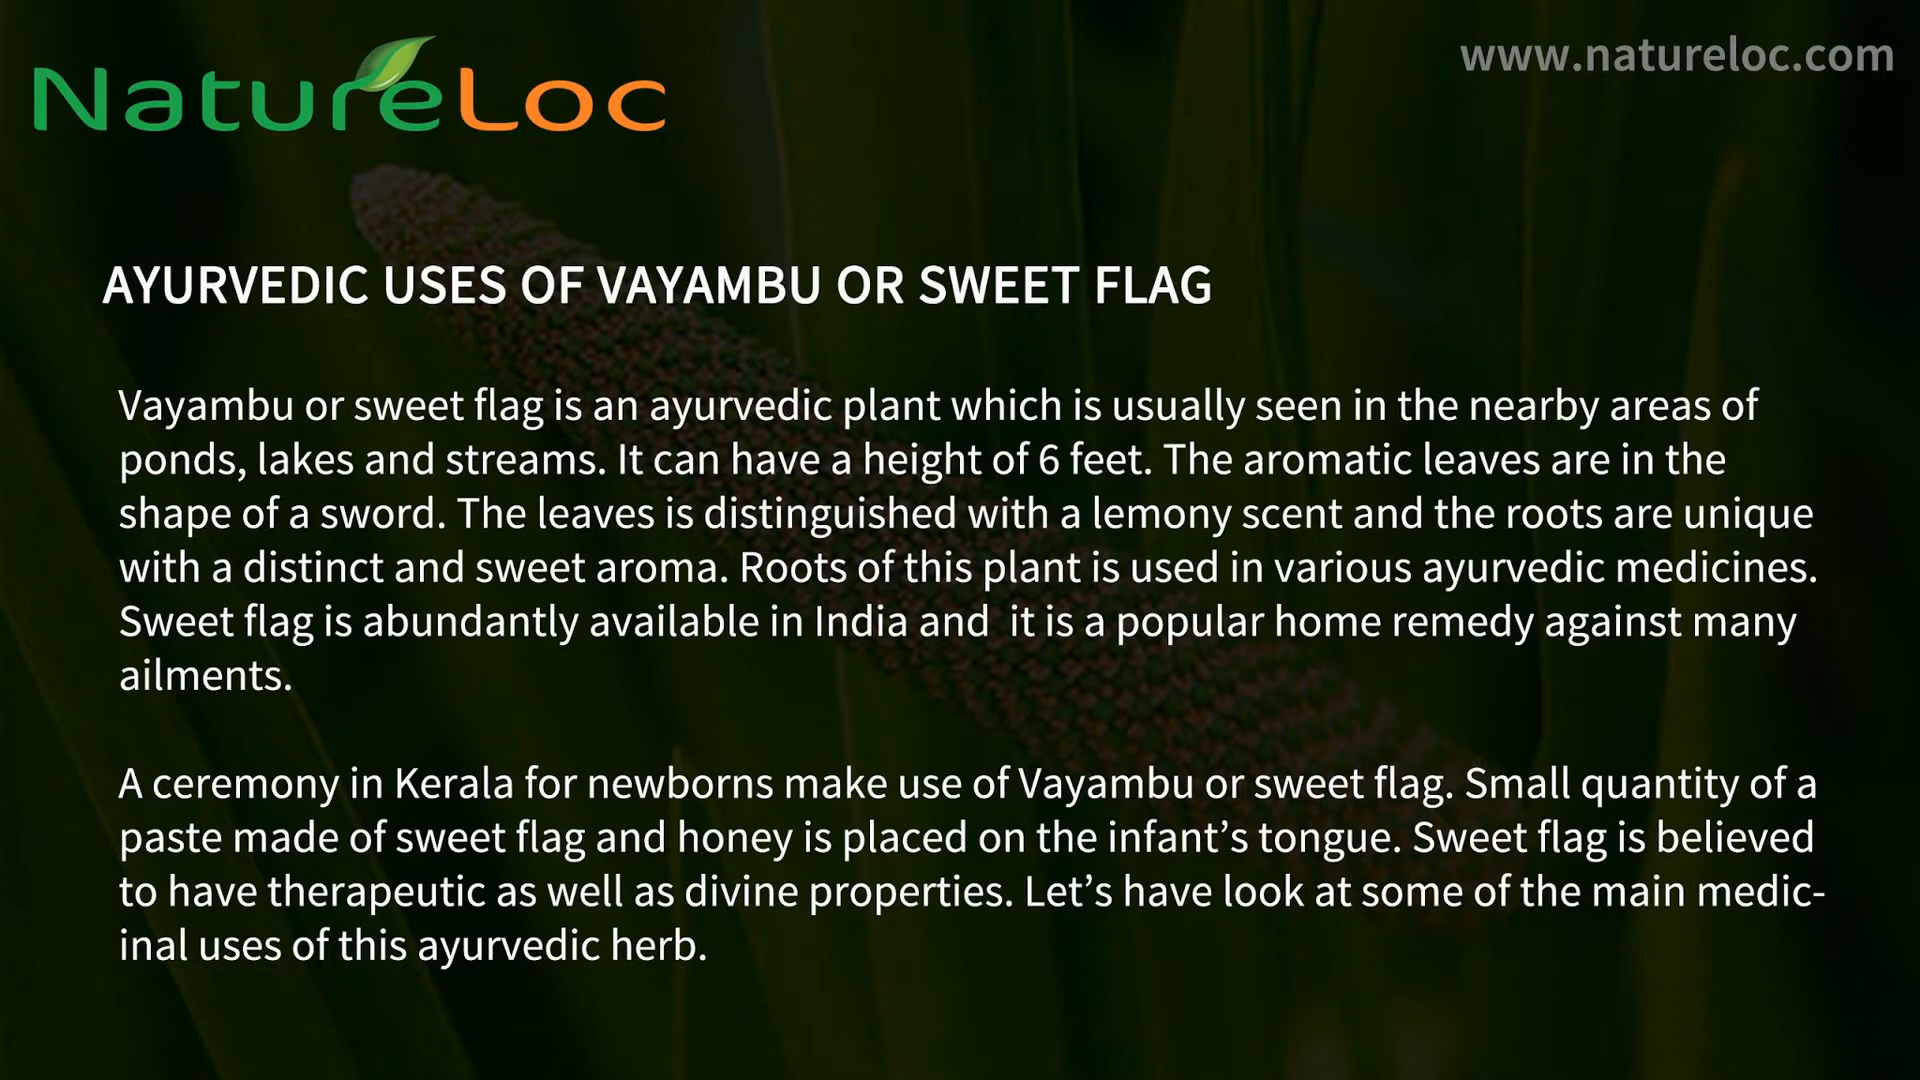 NatureLoc
www.natureloc.com
AYURVEDIC USES OF VAYAMBU OR SWEET FLAG
Vayambu or sweet flag is an ayurvedic plant which is usually seen in the nearby areas of
ponds, lakes and streams. It can have a height of 6 feet. The aromatic leaves are in the
shape of a sword. The leaves is distinguished with a lemony scent and the roots are unique
with a distinct and sweet aroma. Roots of this plant is used in various ayurvedic medicines.
Sweet flag is abundantly available in India and  it is a popular home remedy against many
ailments.
A ceremony in Kerala for newborns make use of Vayambu or sweet flag. Small quantity of a
paste made of sweet flag and honey is placed on the infant’s tongue. Sweet flag is believed
to have therapeutic as well as divine properties. Let’s have look at some of the main medic-
inal uses of this ayurvedic herb.